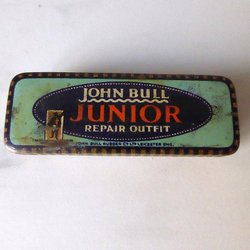 JOHN BULL
JUNIOR
REPAIR OUTFIT
JOHN BULL RUBBER CO LTD LEICESTER ENG.